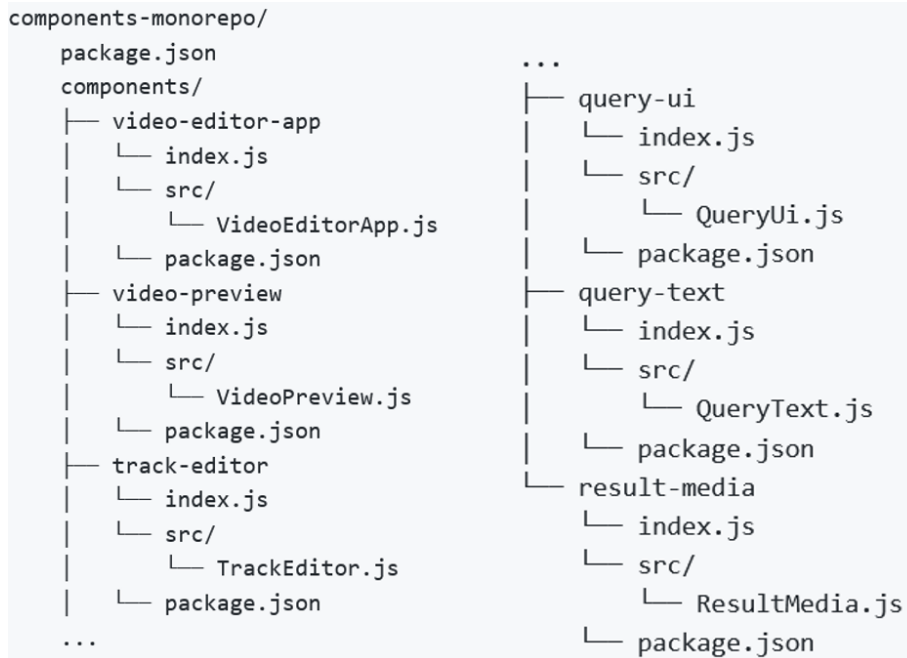 components-monorepo/
    package.json
    components/
    ├── video-editor-app
    │   └── index.js
    │   └── src/
    │       └── VideoEditorApp.js
    │   └── package.json
    ├── video-preview
    │   └── index.js
    │   └── src/
    │       └── VideoPreview.js
    │   └── package.json
    ├── track-editor
    │   └── index.js
    │   └── src/
    │       └── TrackEditor.js
    │   └── package.json
    ...
...
├── query-ui
│   └── index.js
│   └── src/
│       └── QueryUi.js
│   └── package.json
├── query-text
│   └── index.js
│   └── src/
│       └── QueryText.js
│   └── package.json
└── result-media
    └── index.js
    └── src/
        └── ResultMedia.js
    └── package.json